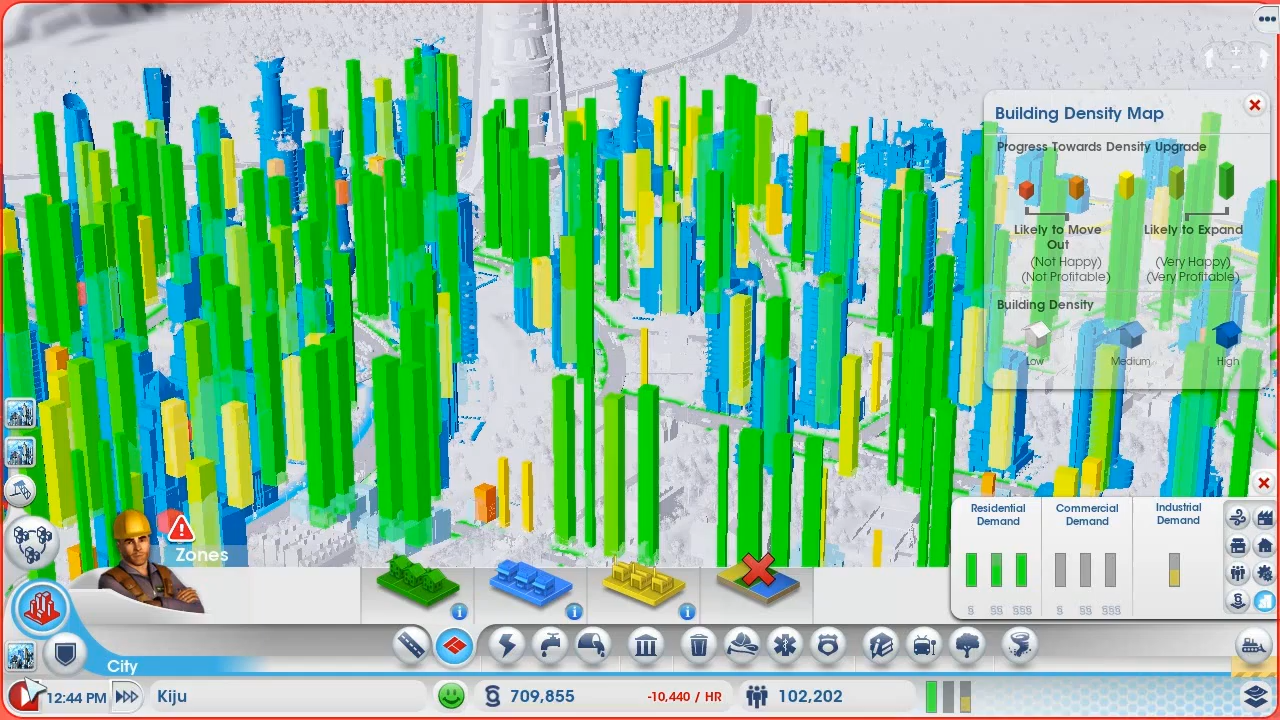 Building Density Map
Progress Towards Density Upgrade
Likely to Move
Out
(Not Happy)
(Not Profitable)
Likely to Expand
(Very Happy)
(Very Profitable)
Building Density
Low
Medium
High
Residential
Demand
Commercial
Demand
Industrial
Demand
§ §§ §§§
§ §§ §§§
Zones
City
12:44 PM
Kiju
709,855
-10,440 / HR
102,202